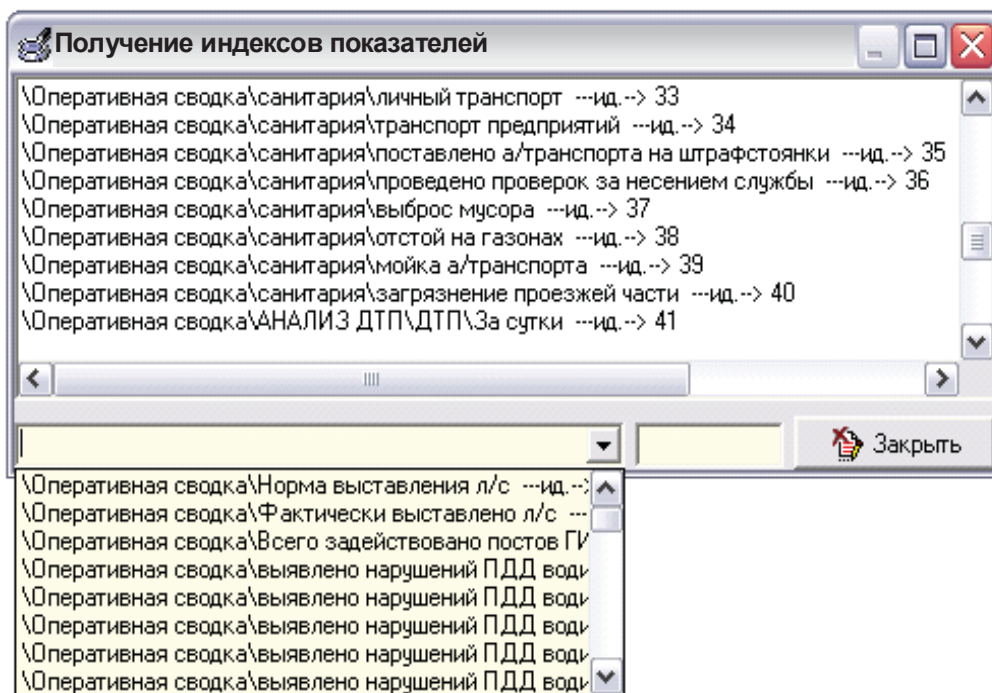 Получение индексов показателей
\Оперативная сводка\санитария\личный транспорт ---ид.--> 33
\Оперативная сводка\санитария\транспорт предприятий ---ид.--> 34
\Оперативная сводка\санитария\поставлено а/транспорта на штрафстоянки ---ид.--> 35
\Оперативная сводка\санитария\проведено проверок за несением службы ---ид.--> 36
\Оперативная сводка\санитария\выброс мусора ---ид.--> 37
\Оперативная сводка\санитария\отстой на газонах ---ид.--> 38
\Оперативная сводка\санитария\мойка а/транспорта ---ид.--> 39
\Оперативная сводка\санитария\загрязнение проезжей части ---ид.--> 40
\Оперативная сводка\АНАЛИЗ ДТП\ДТП\За сутки ---ид.--> 41
Закрыть
\Оперативная сводка\Норма выставления л/с ---ид.-->
\Оперативная сводка\Фактически выставлено л/с ---
\Оперативная сводка\Всего задействовано постов ГИ
\Оперативная сводка\выявлено нарушений ПДД води
\Оперативная сводка\выявлено нарушений ПДД води
\Оперативная сводка\выявлено нарушений ПДД води
\Оперативная сводка\выявлено нарушений ПДД води
\Оперативная сводка\выявлено нарушений ПДД води